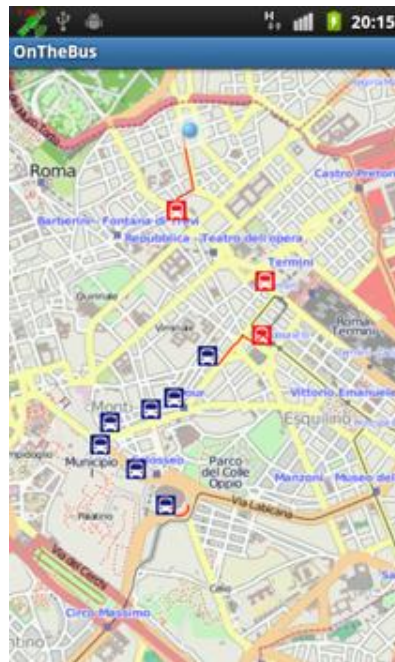 H
20:15
OnTheBus
Roma
Castro Pretorio
Barberini - Fontana di Trevi
Repubblica - Teatro dell'opera
Termini
Quirinale
Viminale
Roma
Termini
Vittorio Emanuele
Monti
Esquilino
Colosseo
Municipio
I
Parco
del Colle
Oppio
Manzoni - Museo del
Via Labicana
Palatino
Celio
Via dei Cerchi
Circo Massimo